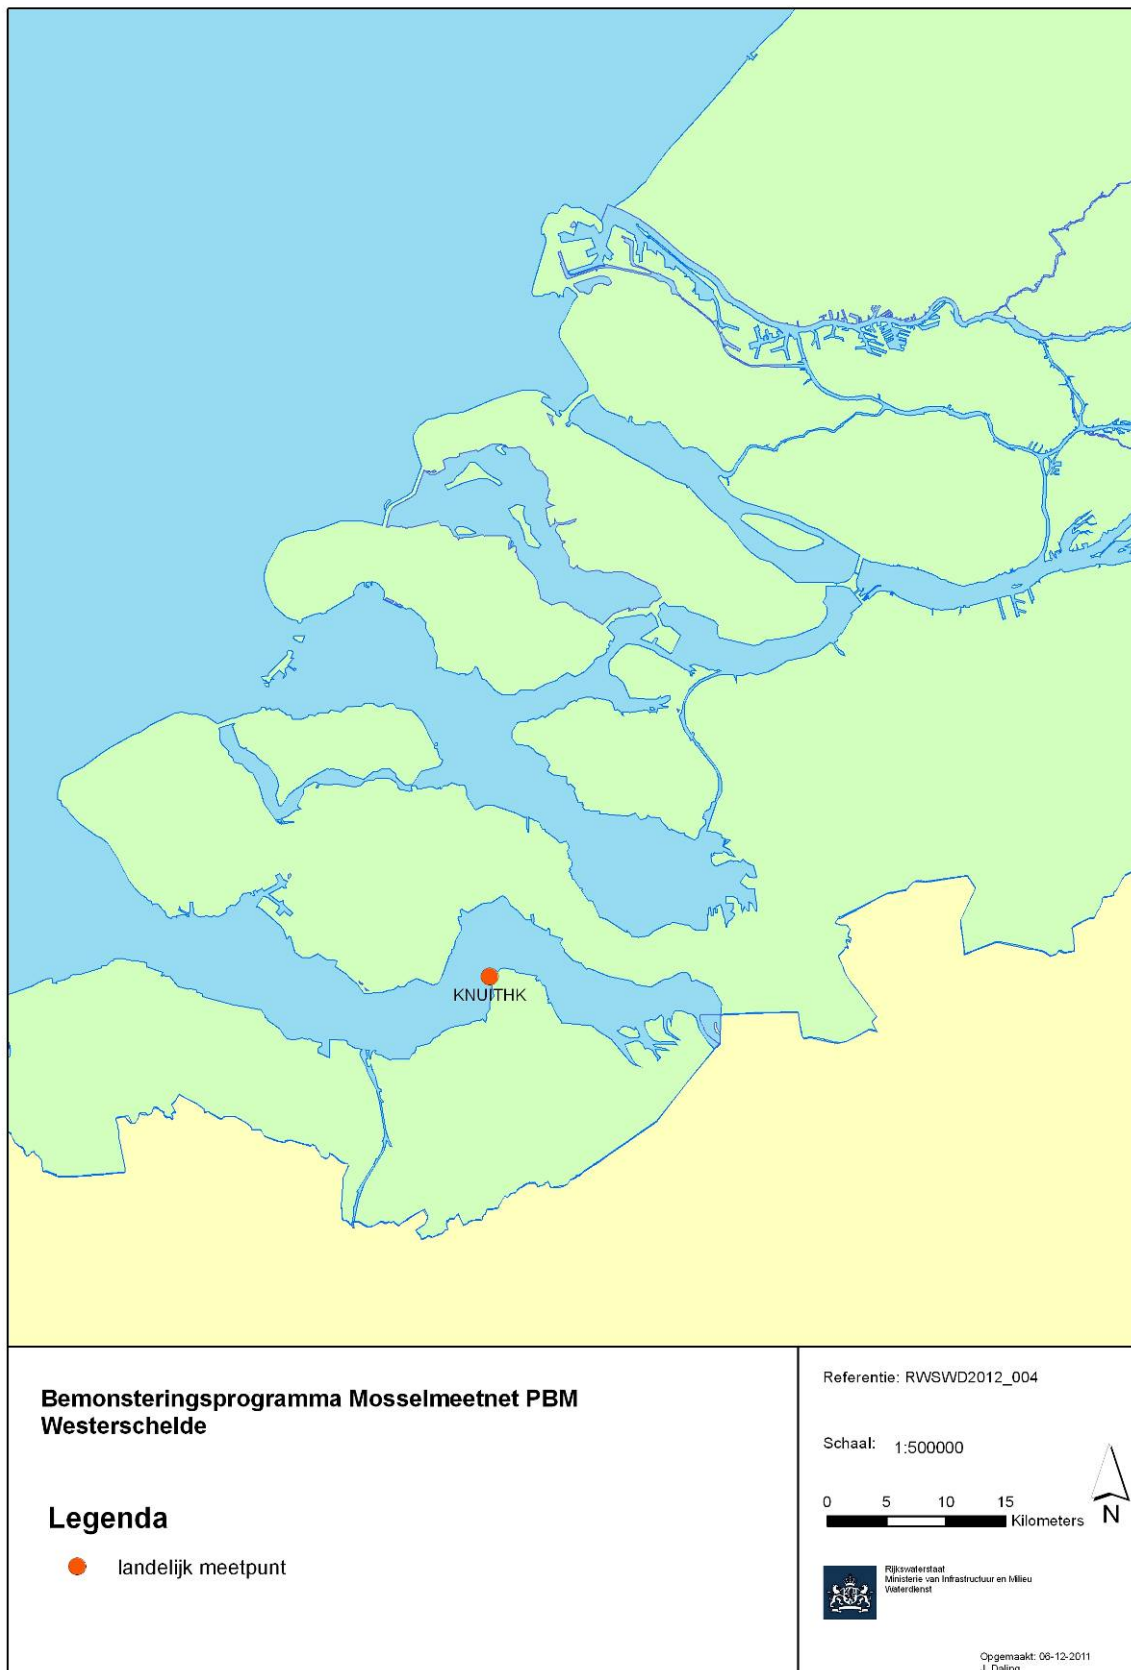 KNUITHK
Bemonsteringsprogramma Mosselmeetnet PBM
Westerschelde
Legenda
landelijk meetpunt
Referentie: RWSWD2012_004
Schaal: 1:500000
0 5 10 15
Kilometers
N
Rijkswaterstaat
Ministerie van Infrastructuur en Milieu
Waterdienst
Opgemaakt: 06-12-2011
J. Daling